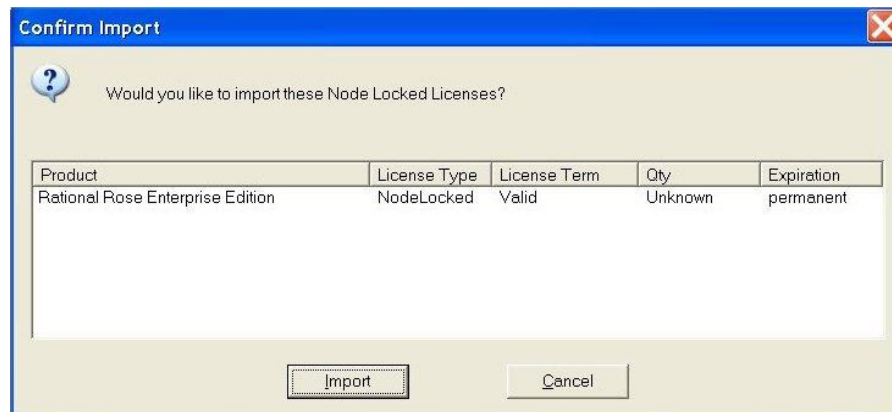 Confirm Import
Would you like to import these Node Locked Licenses?
Product License Type License Term Qty Expiration
Rational Rose Enterprise Edition NodeLocked Valid Unknown permanent
Import Cancel